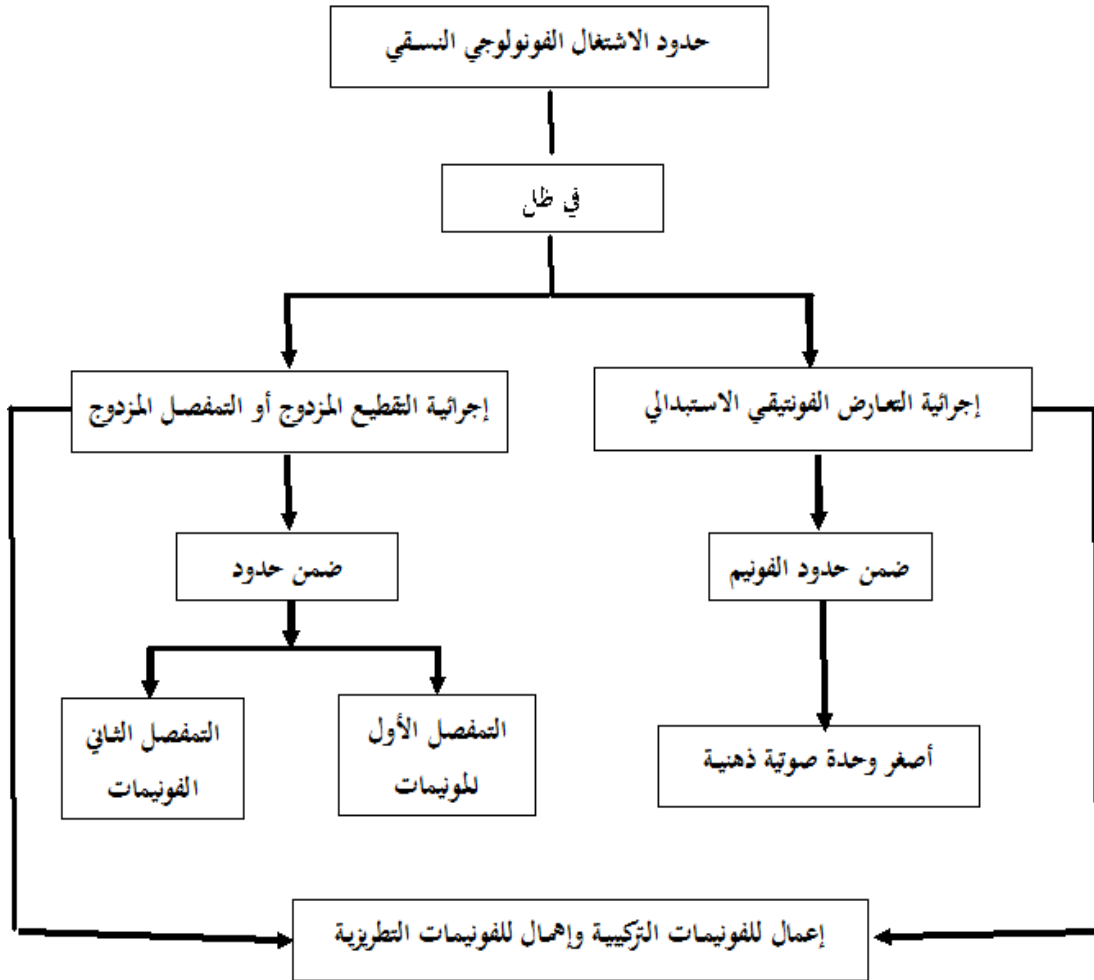 حدود الاشتغال الفونولوجي النسقي
في ظل
إجرائية التعارض الفونتيقي الاستبدالي
إجرائية التقطيع المزدوج أو التمفصل المزدوج
ضمن حدود الفونيم
ضمن حدود
أصغر وحدة صوتية ذهنية
التمفصل الأول
للمونيمات
التمفصل الثاني
الفونيمات
إعمال للفونيمات التركيبية وإهمال للفونيمات التطريزية